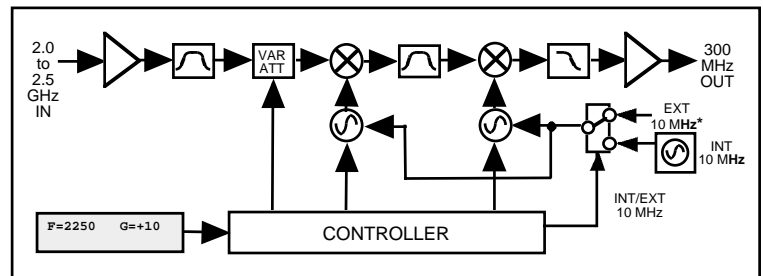 2.0
to
2.5
GHz
IN
VAR
ATT
300
MHz
OUT
EXT
10 MHz*
INT
10 MHz
INT/EXT
10 MHz
F=2250 G=+10
CONTROLLER